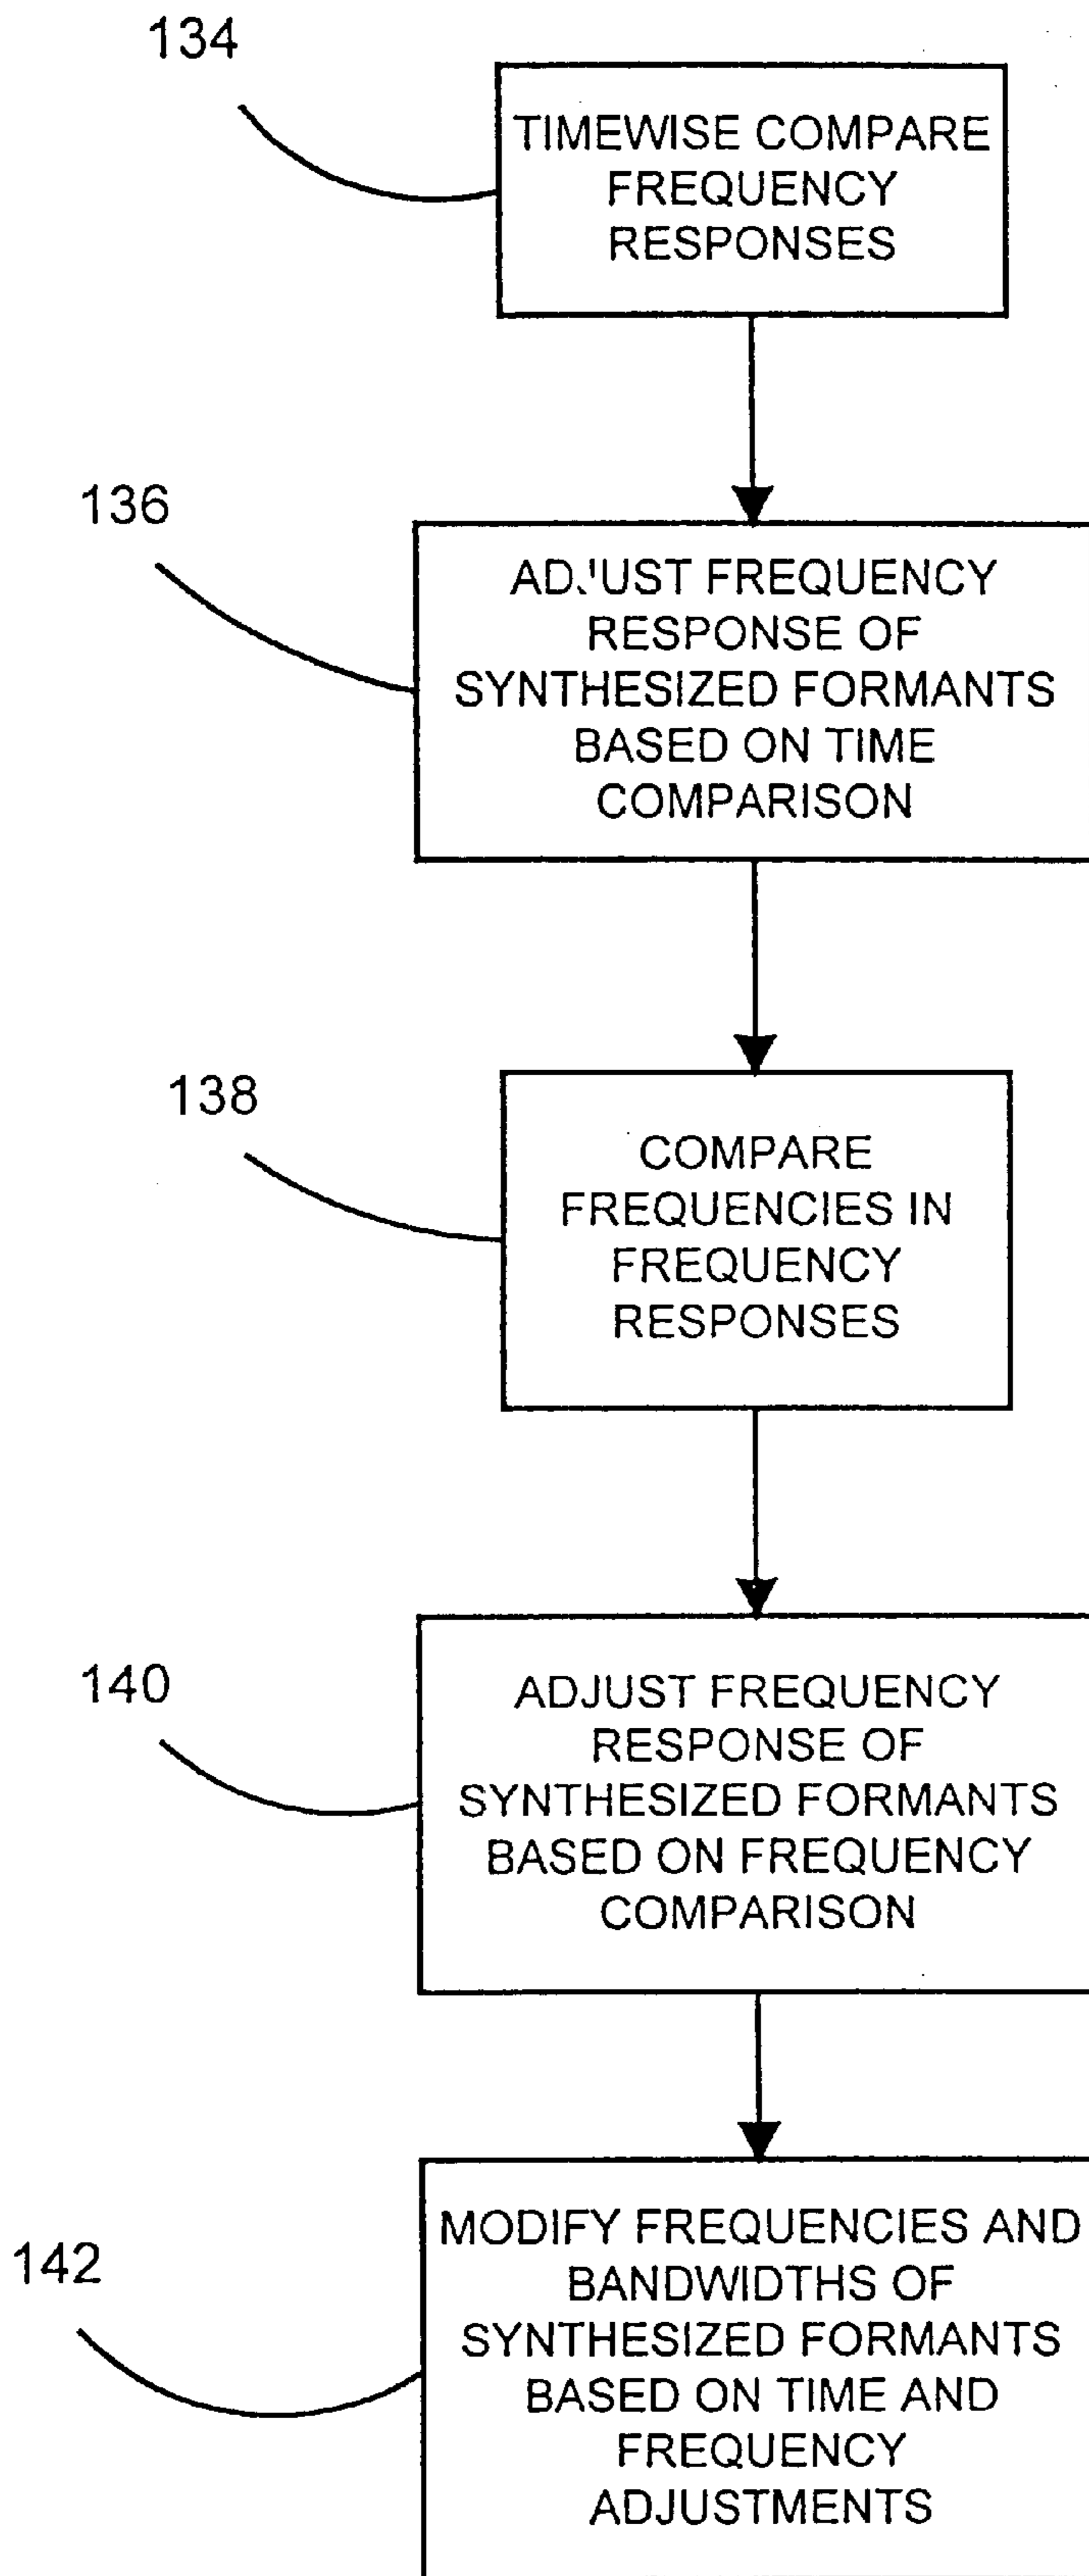 134
TIMEWISE COMPARE
FREQUENCY
RESPONSES
136
ADJUST FREQUENCY
RESPONSE OF
SYNTHESIZED FORMANTS
BASED ON TIME
COMPARISON
138
COMPARE
FREQUENCIES IN
FREQUENCY
RESPONSES
140
ADJUST FREQUENCY
RESPONSE OF
SYNTHESIZED FORMANTS
BASED ON FREQUENCY
COMPARISON
142
MODIFY FREQUENCIES AND
BANDWIDTHS OF
SYNTHESIZED FORMANTS
BASED ON TIME AND
FREQUENCY
ADJUSTMENTS